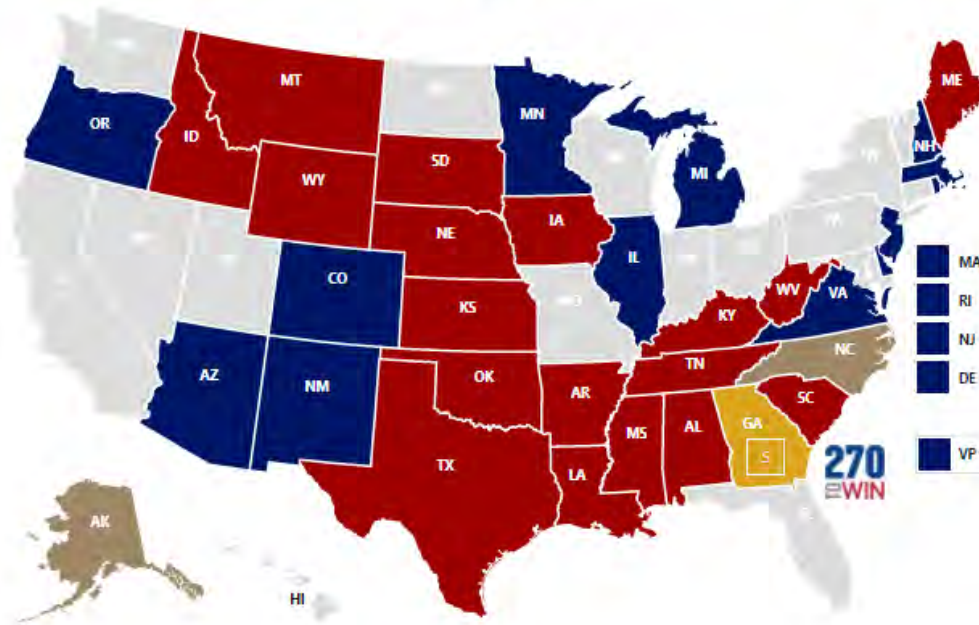 MT
ME
OR
ID
MN
NH
WY
SD
MI
IA
NE
IL
CO
MA
KS
WV
VA
RI
KY
NJ
NC
TN
DE
AZ
NM
OK
AR
SC
MS
AL
GA
TX
LA
S
270
TO WIN
VP
AK
HI